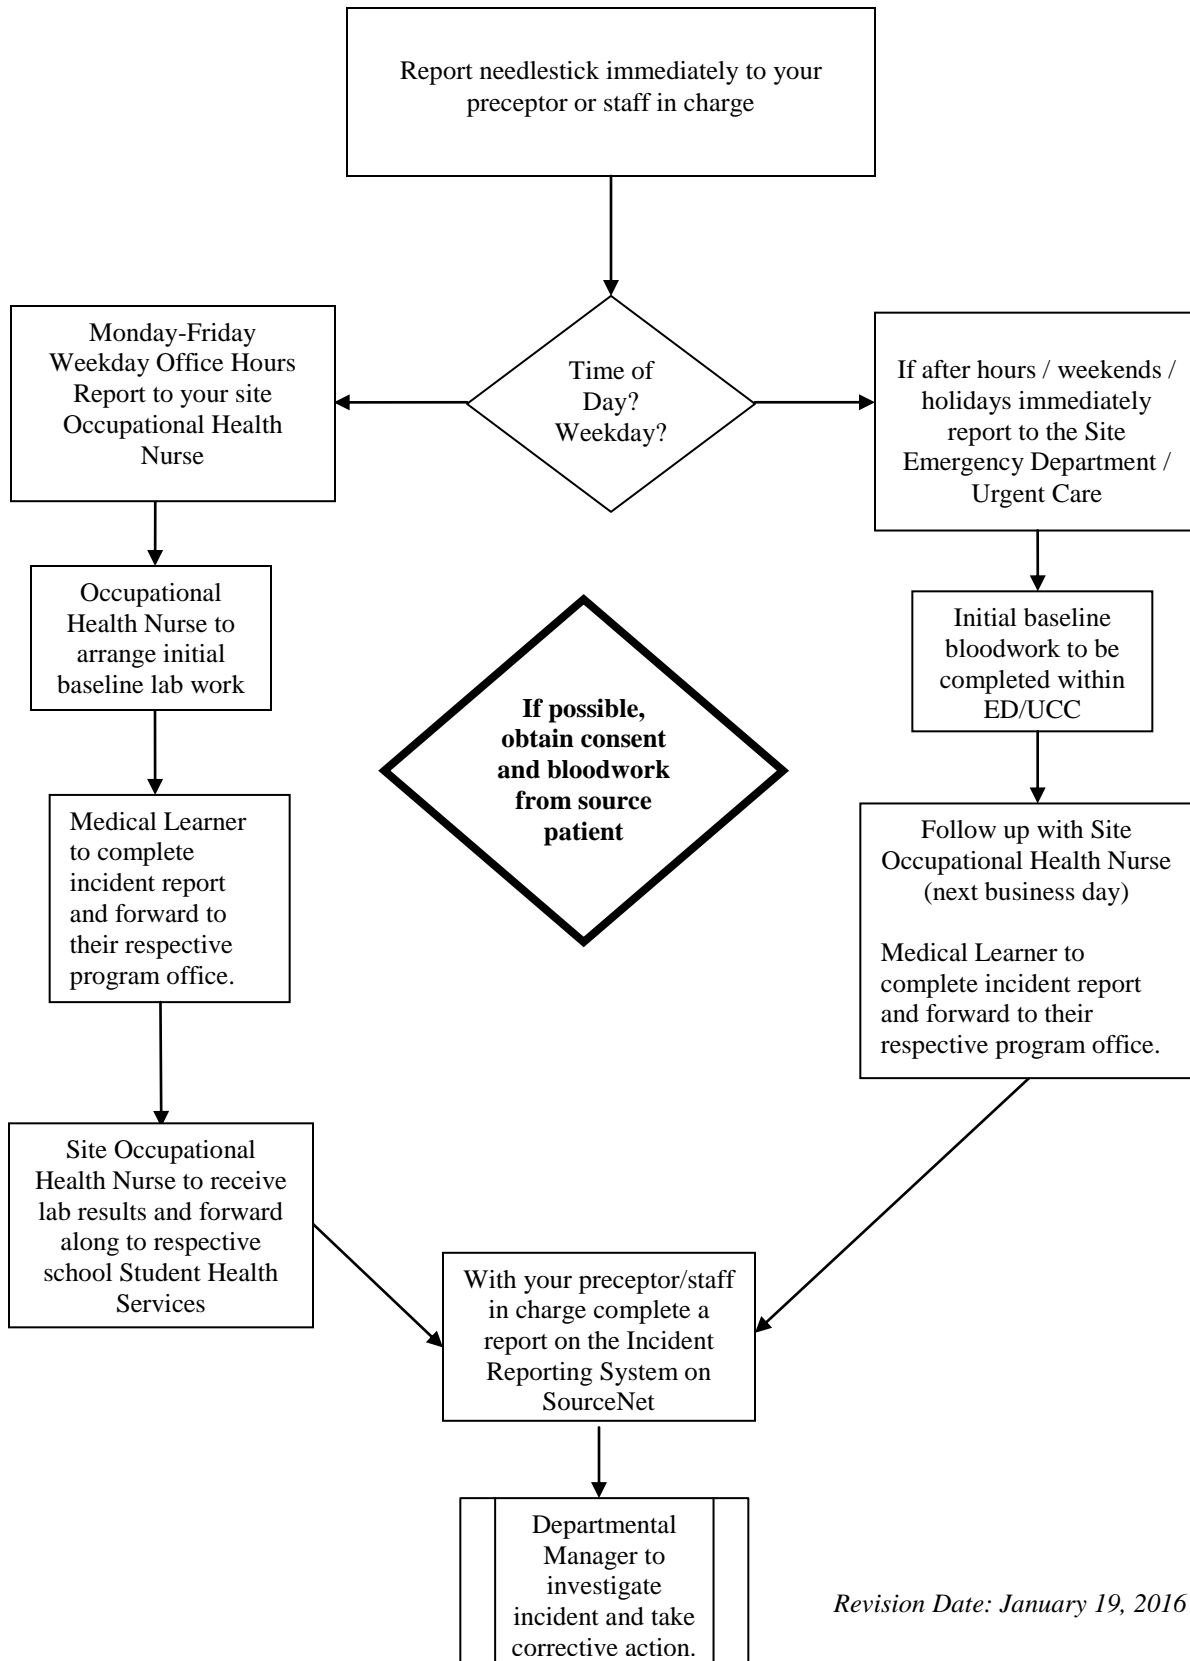 Report needlestick immediately to your
preceptor or staff in charge
Time of
Day?
Weekday?
Monday-Friday
Weekday Office Hours
Report to your site
Occupational Health
Nurse
If after hours / weekends /
holidays immediately
report to the Site
Emergency Department /
Urgent Care
Occupational
Health Nurse to
arrange initial
baseline lab work
If possible,
obtain consent
and bloodwork
from source
patient
Initial baseline
bloodwork to be
completed within
ED/UCC
Medical Learner
to complete
incident report
and forward to
their respective
program office.
Follow up with Site
Occupational Health Nurse
(next business day)
Medical Learner to
complete incident report
and forward to their
respective program office.
Site Occupational
Health Nurse to receive
lab results and forward
along to respective
school Student Health
Services
With your preceptor/staff
in charge complete a
report on the Incident
Reporting System on
SourceNet
Departmental
Manager to
investigate
incident and take
corrective action.
Revision Date: January 19, 2016